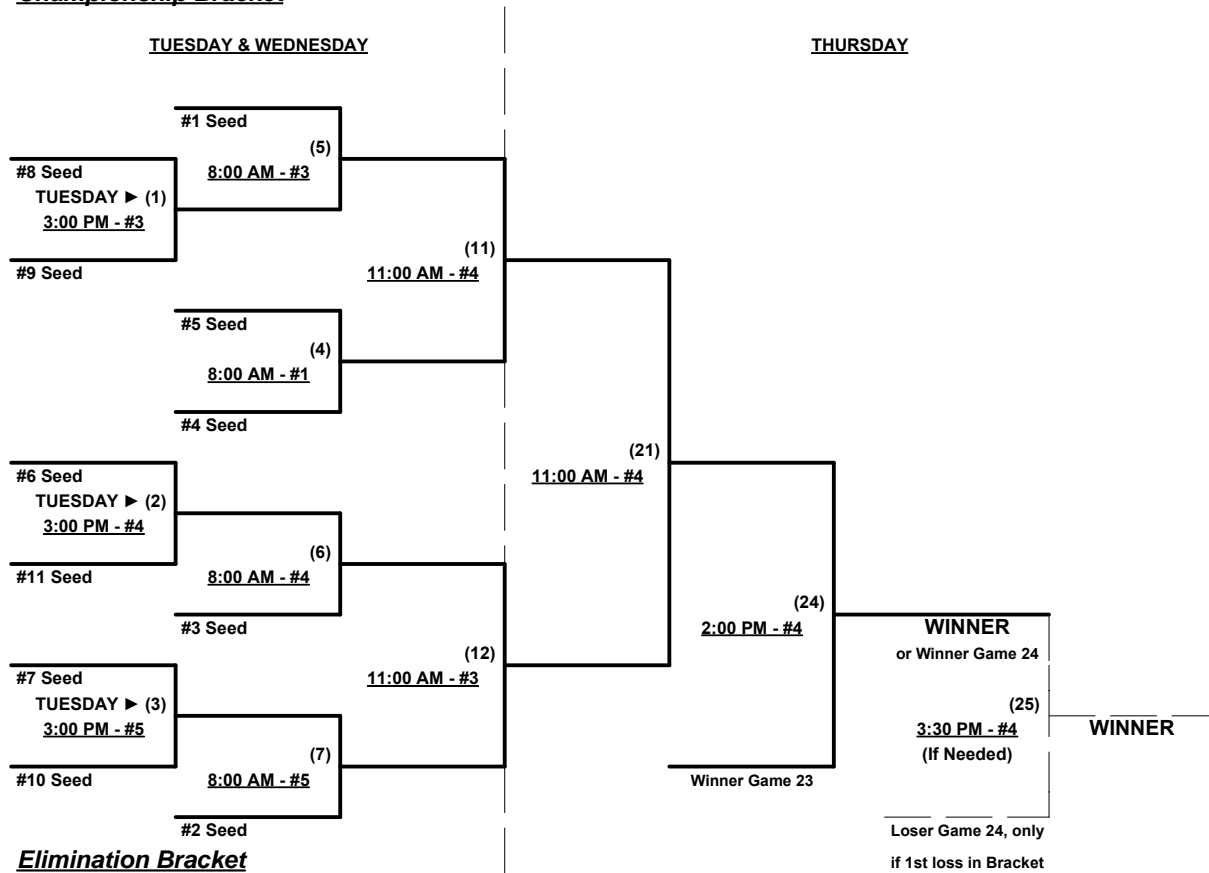 Championship Bracket
TUESDAY & WEDNESDAY
THURSDAY
#1 Seed
(5)
8:00 AM - #3
#8 Seed
TUESDAY ► (1)
3:00 PM - #3
#9 Seed
(11)
11:00 AM - #4
#5 Seed
(4)
8:00 AM - #1
#4 Seed
(21)
11:00 AM - #4
#6 Seed
TUESDAY ► (2)
3:00 PM - #4
#11 Seed
(6)
8:00 AM - #4
#3 Seed
(24)
2:00 PM - #4
WINNER
or Winner Game 24
(12)
11:00 AM - #3
#7 Seed
TUESDAY ► (3)
3:00 PM - #5
#10 Seed
(25)
3:30 PM - #4
(If Needed)
WINNER
(7)
8:00 AM - #5
#2 Seed
Winner Game 23
Loser Game 24, only
if 1st loss in Bracket
Elimination Bracket